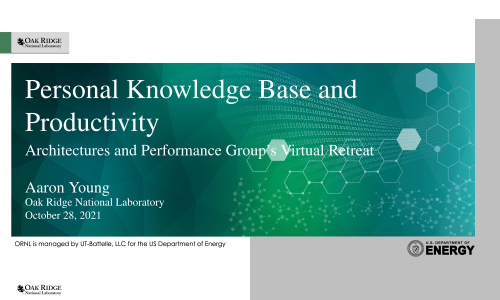 OAK RIDGE
National Laboratory
Personal Knowledge Base and
Productivity
Architectures and Performance Group's Virtual Retreat
Aaron Young
Oak Ridge National Laboratory
October 28, 2021
ORNL is managed by UT-Battelle, LLC for the US Department of Energy
U.S. DEPARTMENT OF
ENERGY
OAK RIDGE
National Laboratory